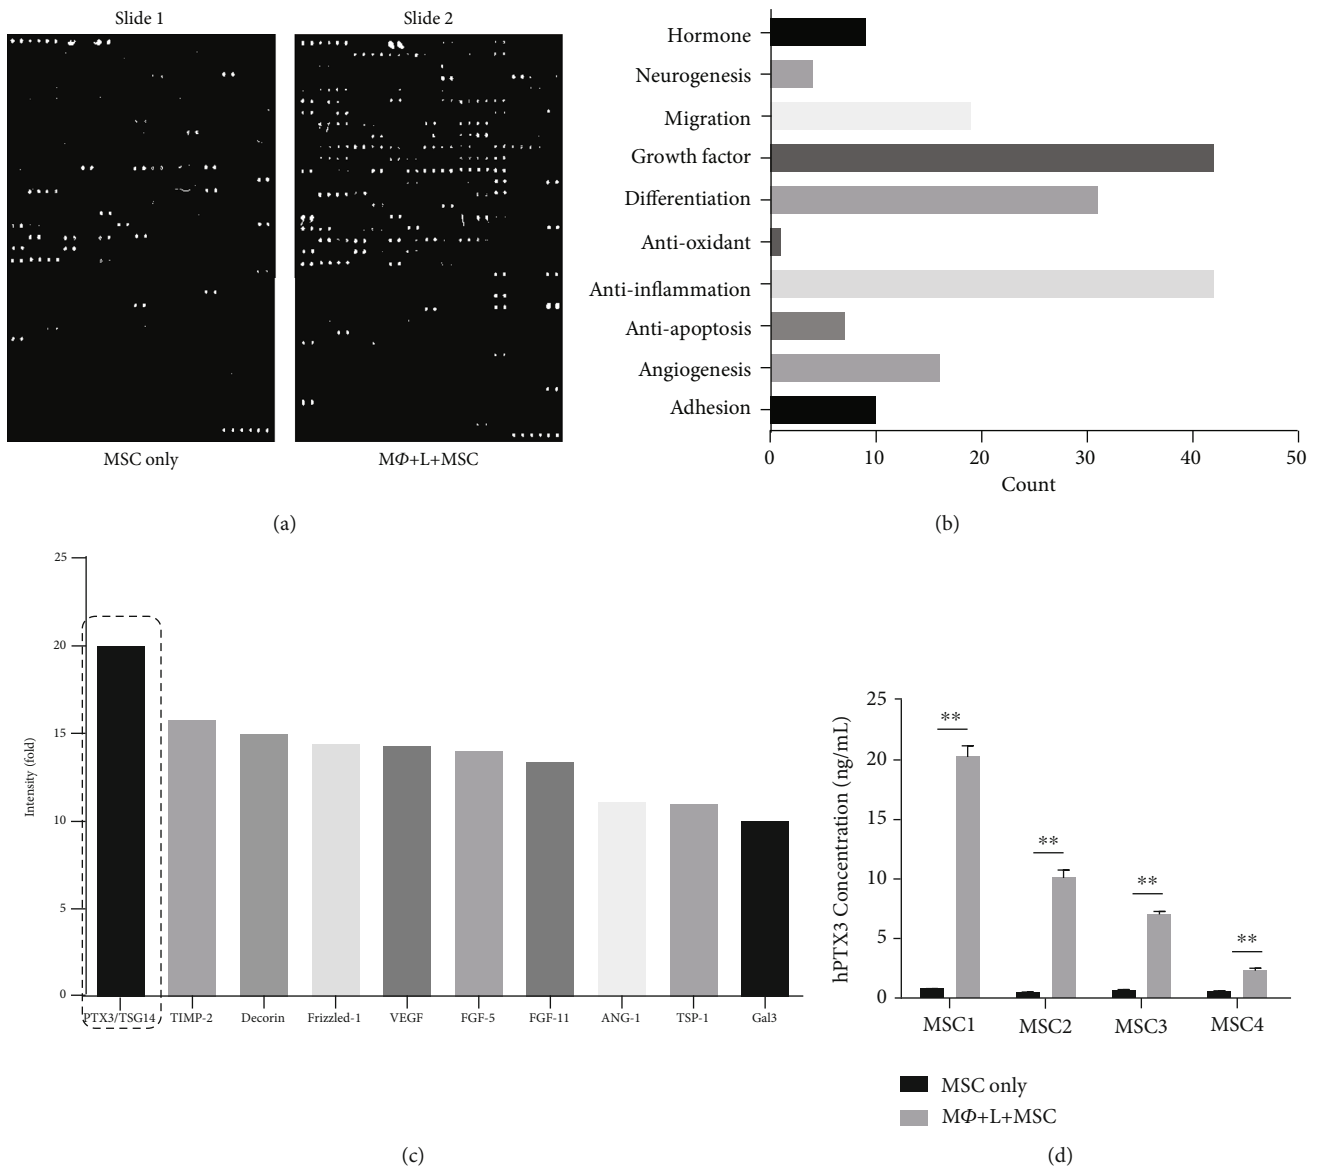 Slide 1
Slide 2
MSC only
MΦ+L+MSC
(a)
Hormone
Neurogenesis
Migration
Growth factor
Differentiation
Anti-oxidant
Anti-inflammation
Anti-apoptosis
Angiogenesis
Adhesion
0 10 20 30 40 50
Count
(b)
25
20
15
10
5
0
Intensity (fold)
PTX3/TSG14 TIMP-2 Decorin Frizzled-1 VEGF FGF-5 FGF-11 ANG-1 TSP-1 Gal3
(c)
25
20
15
10
5
0
hPTX3 Concentration (ng/mL)
**
**
**
**
MSC1 MSC2 MSC3 MSC4
MSC only
MΦ+L+MSC
(d)